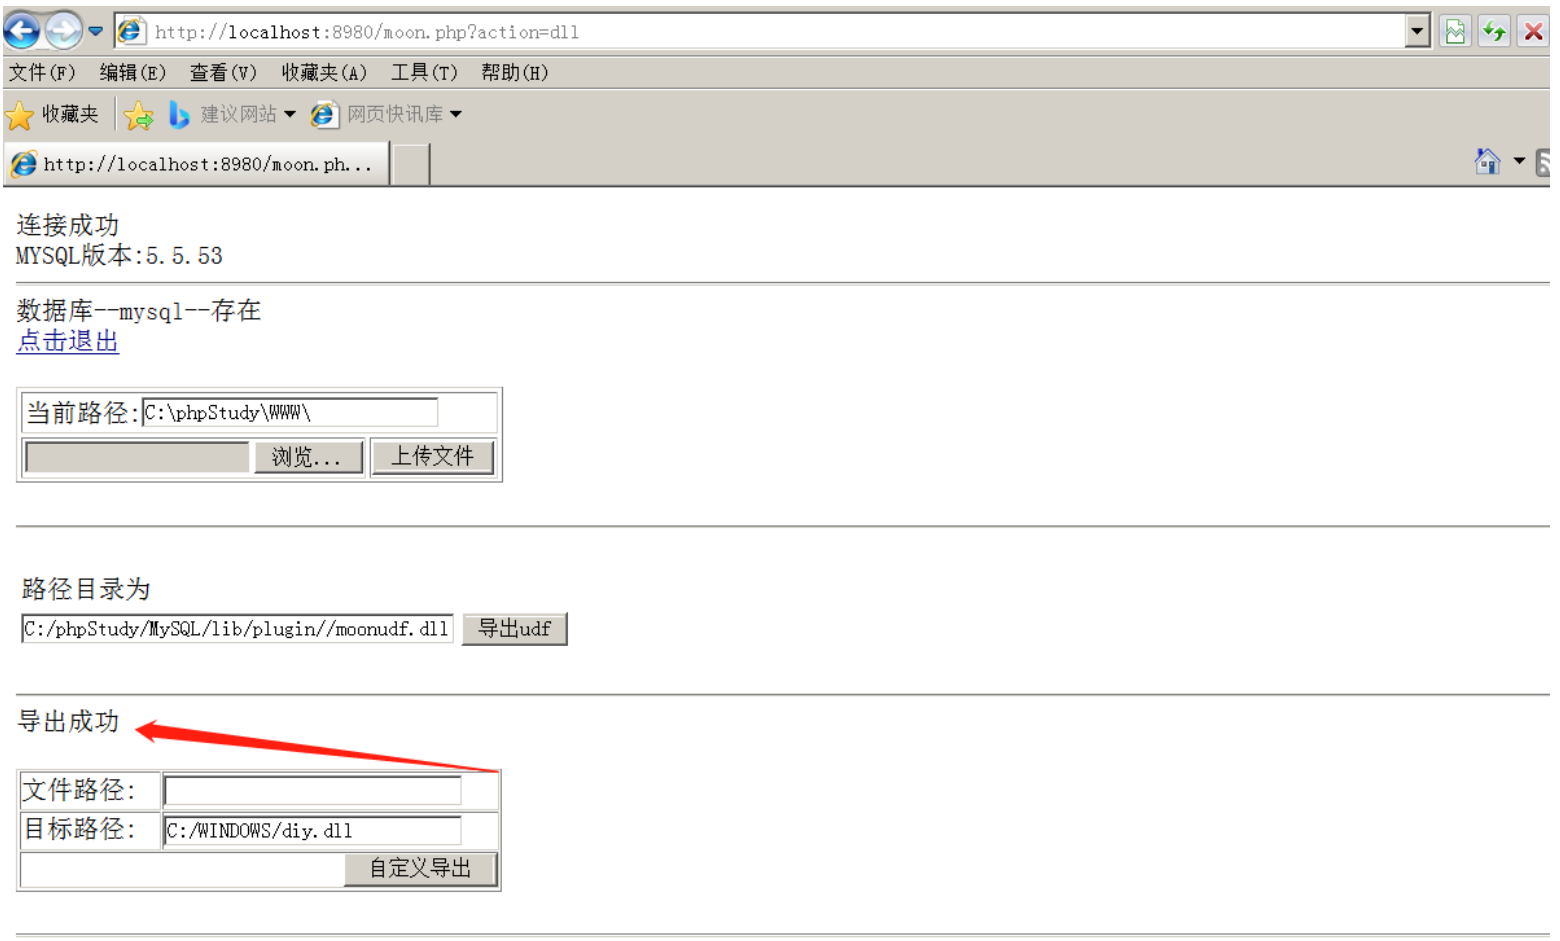 http://localhost:8980/moon.php?action=dll
文件(F) 编辑(E) 查看(V) 收藏夹(A) 工具(T) 帮助(H)
收藏夹 建议网站 网页快讯库
http://localhost:8980/moon.ph...
连接成功
MYSQL版本:5.5.53
数据库--mysql--存在
点击退出
当前路径:C:\phpStudy\WWW\
浏览... 上传文件
路径目录为
C:/phpStudy/MySQL/lib/plugin//moonudf.dll 导出udf
导出成功
文件路径:
目标路径: C:/WINDOWS/diy.dll
自定义导出